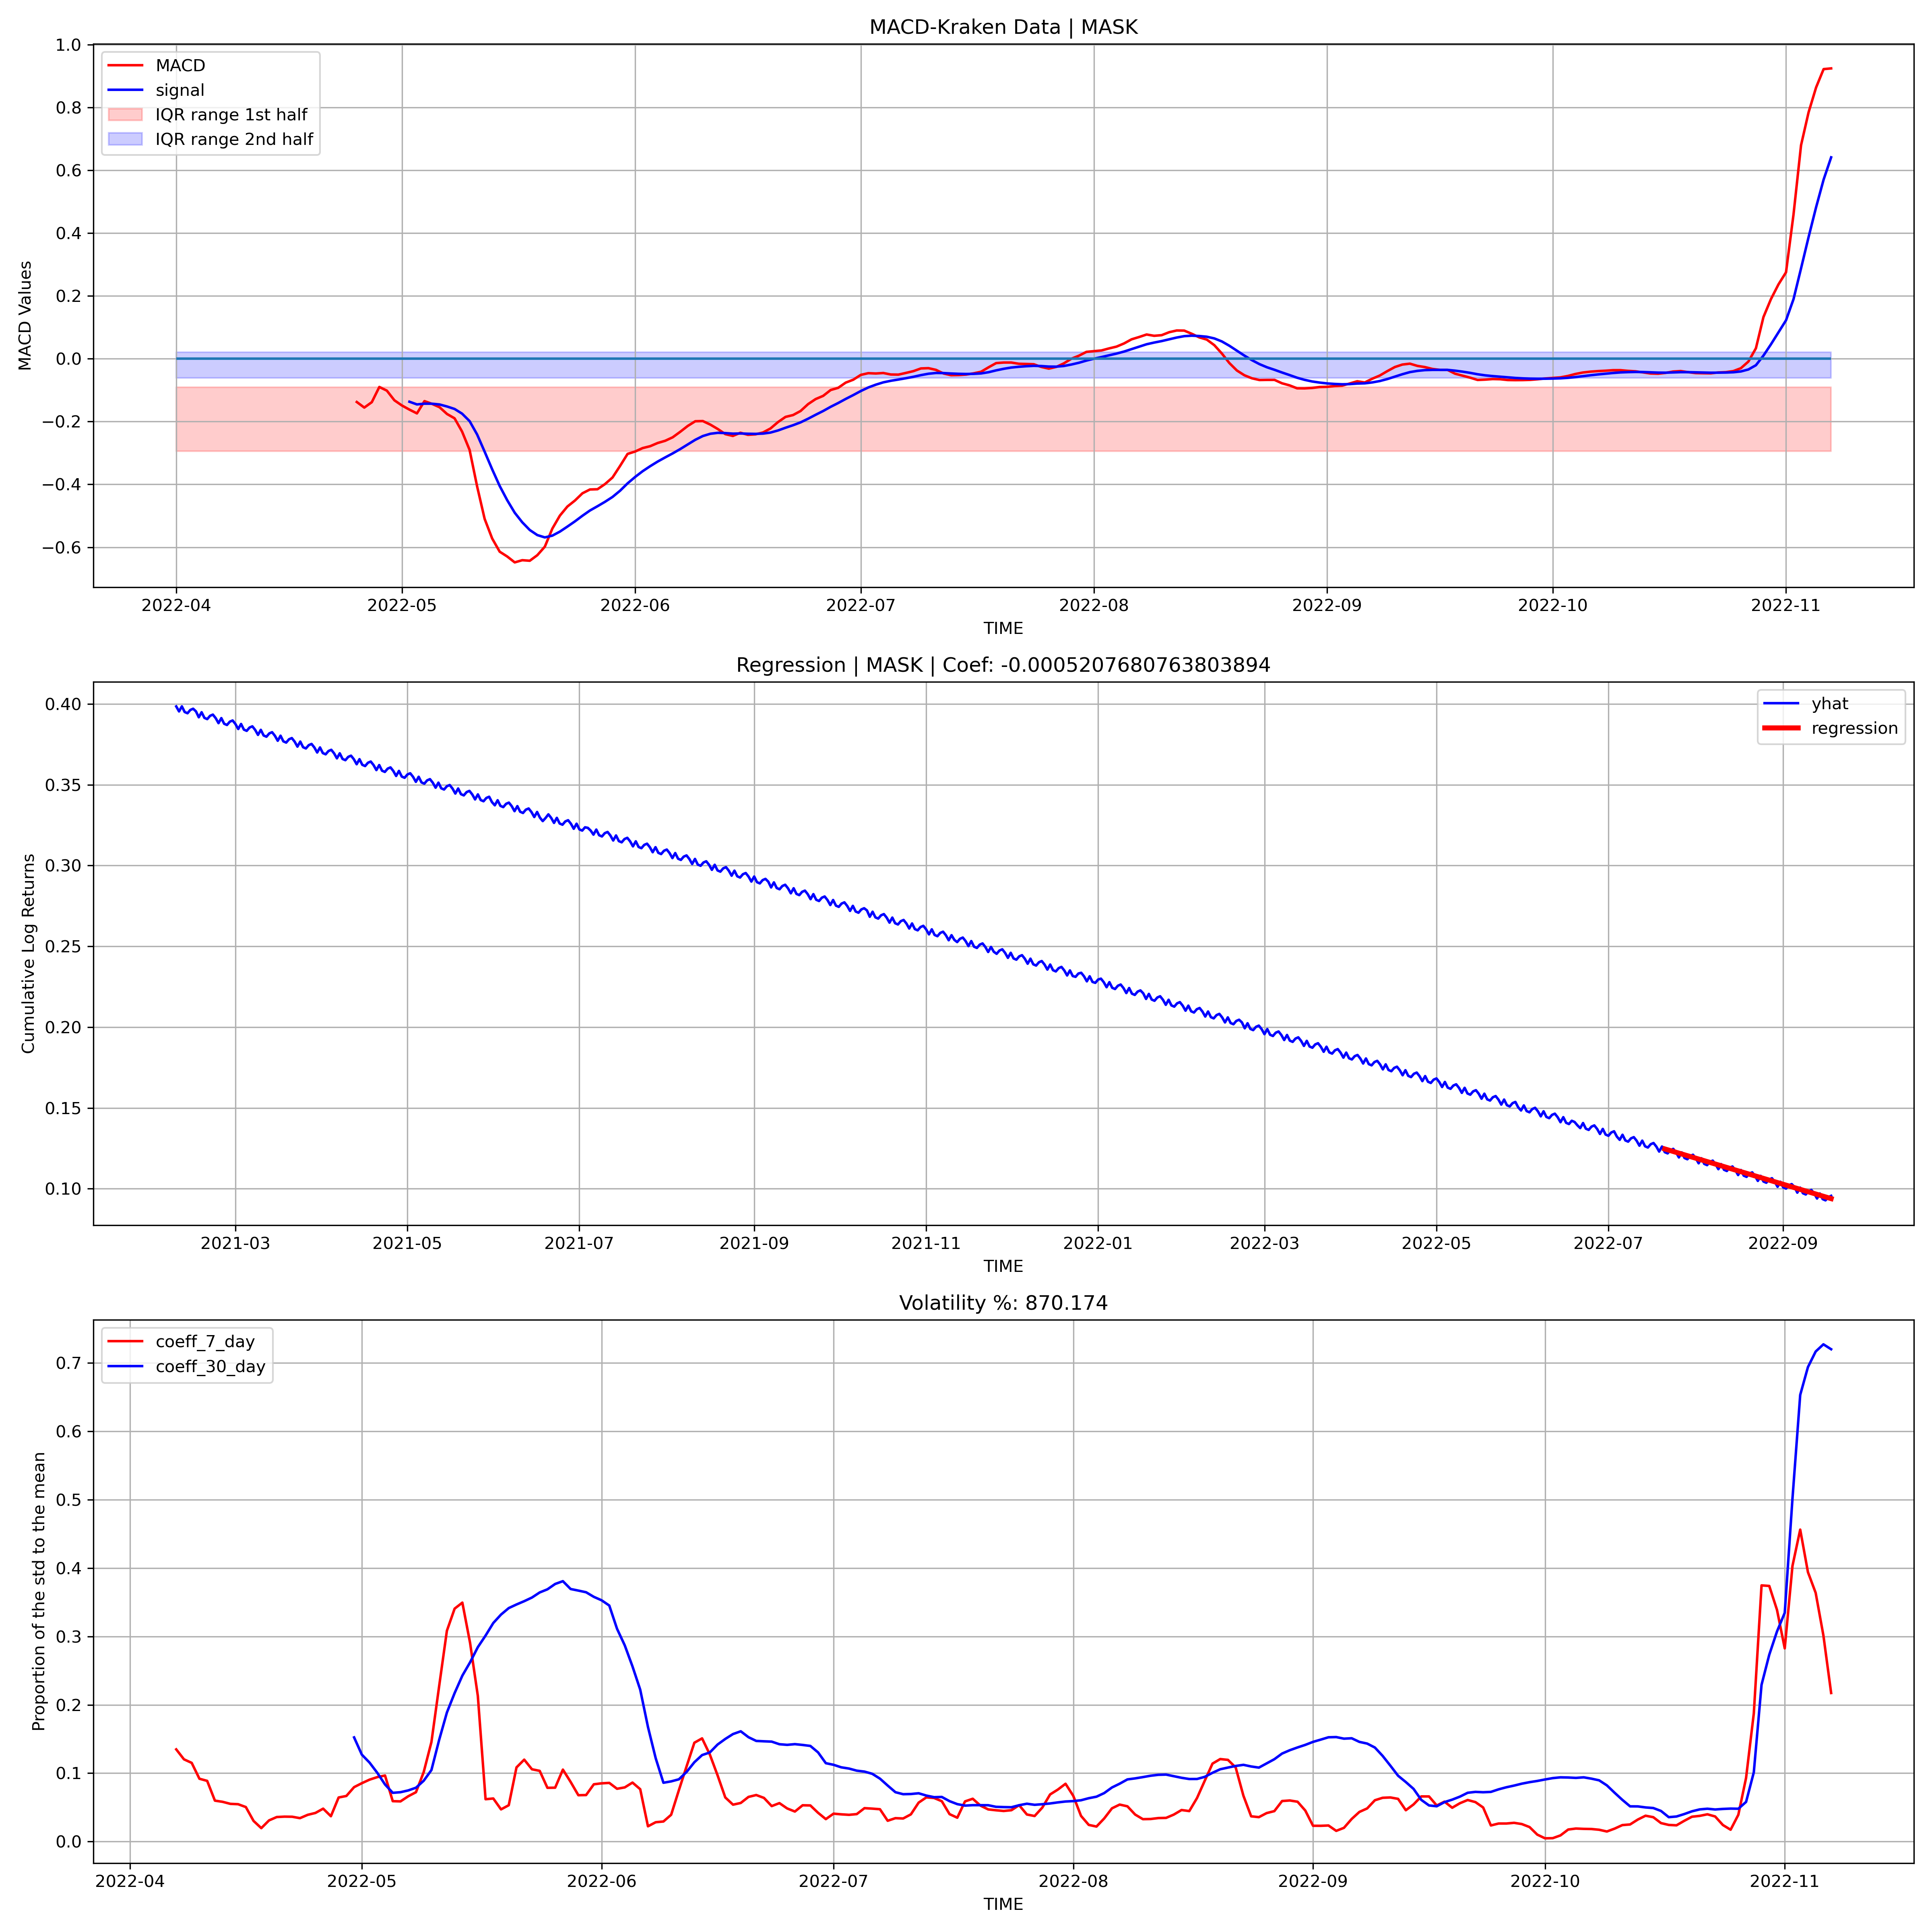 MACD-Kraken Data | MASK
MACD
signal
IQR range 1st half
IQR range 2nd half
MACD Values
1.0
0.8
0.6
0.4
0.2
0.0
−0.2
−0.4
−0.6
2022-04 2022-05 2022-06 2022-07 2022-08 2022-09 2022-10 2022-11
TIME
Regression | MASK | Coef: -0.0005207680763803894
yhat
regression
Cumulative Log Returns
0.40
0.35
0.30
0.25
0.20
0.15
0.10
2021-03 2021-05 2021-07 2021-09 2021-11 2022-01 2022-03 2022-05 2022-07 2022-09
TIME
Volatility %: 870.174
coeff_7_day
coeff_30_day
Proportion of the std to the mean
0.7
0.6
0.5
0.4
0.3
0.2
0.1
0.0
2022-04 2022-05 2022-06 2022-07 2022-08 2022-09 2022-10 2022-11
TIME